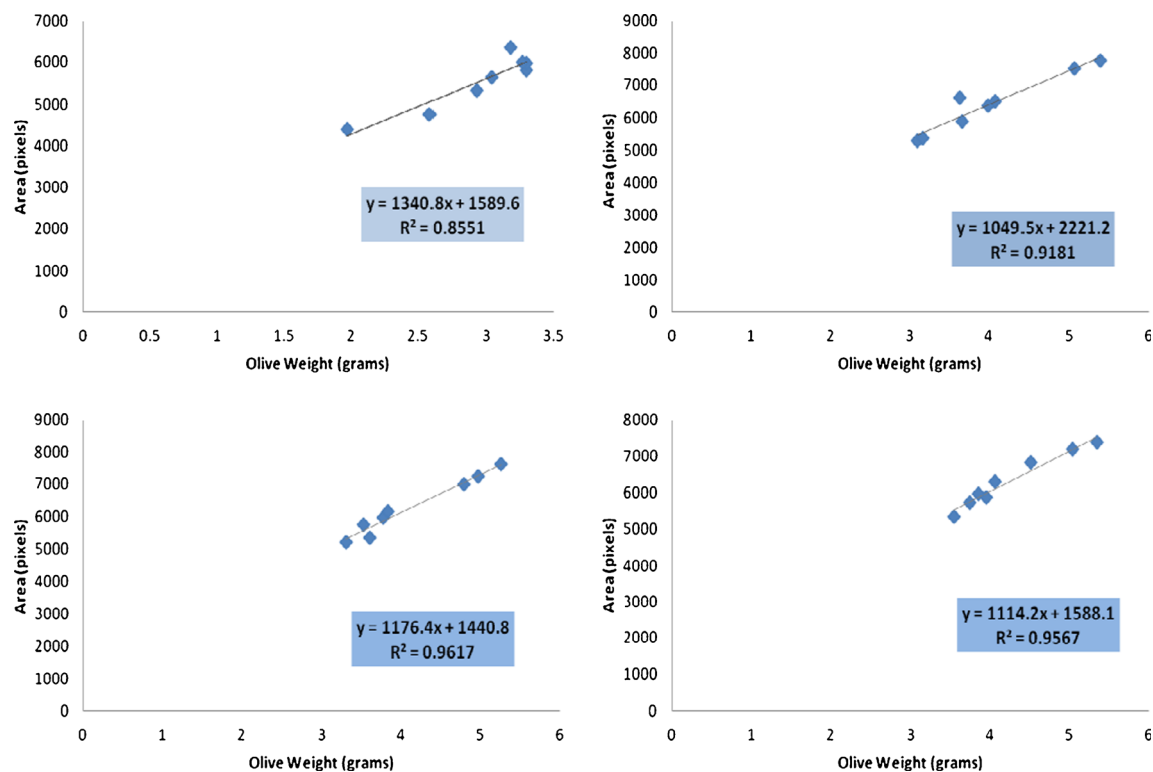 7000
6000
5000
4000
3000
2000
1000
0
Area (pixels)
y = 1340.8x + 1589.6
R² = 0.8551
0 0.5 1 1.5 2 2.5 3 3.5
Olive Weight (grams)
9000
8000
7000
6000
5000
4000
3000
2000
1000
0
Area (pixels)
y = 1049.5x + 2221.2
R² = 0.9181
0 1 2 3 4 5 6
Olive Weight (grams)
9000
8000
7000
6000
5000
4000
3000
2000
1000
0
Area (pixels)
y = 1176.4x + 1440.8
R² = 0.9617
0 1 2 3 4 5 6
Olive Weight (grams)
8000
7000
6000
5000
4000
3000
2000
1000
0
Area (pixels)
y = 1114.2x + 1588.1
R² = 0.9567
0 1 2 3 4 5 6
Olive Weight (grams)